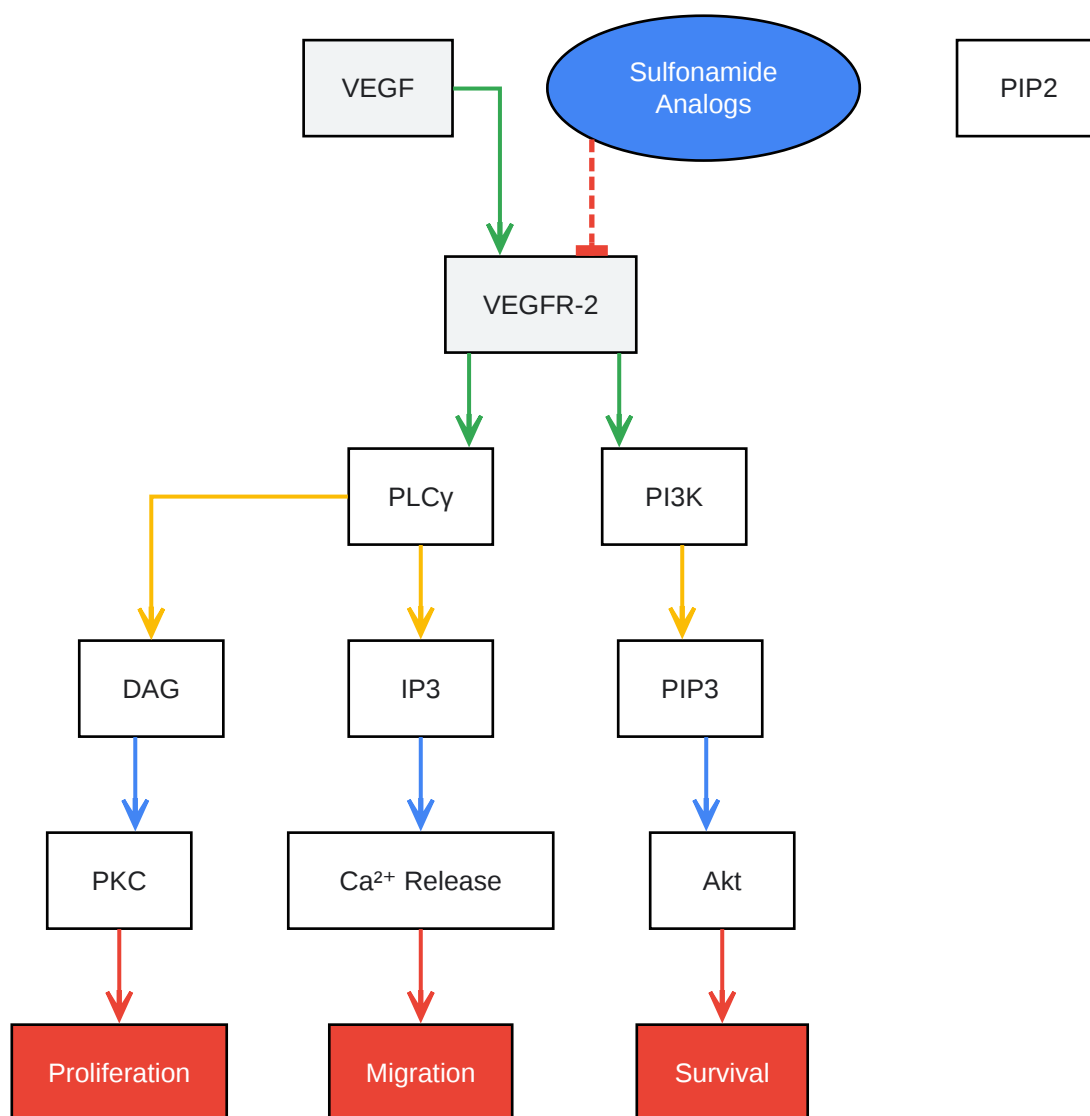 VEGF
Sulfonamide
Analogs
PIP2
VEGFR-2
PLCγ
PI3K
DAG
IP3
PIP3
PKC
Ca²⁺ Release
Akt
Proliferation
Migration
Survival